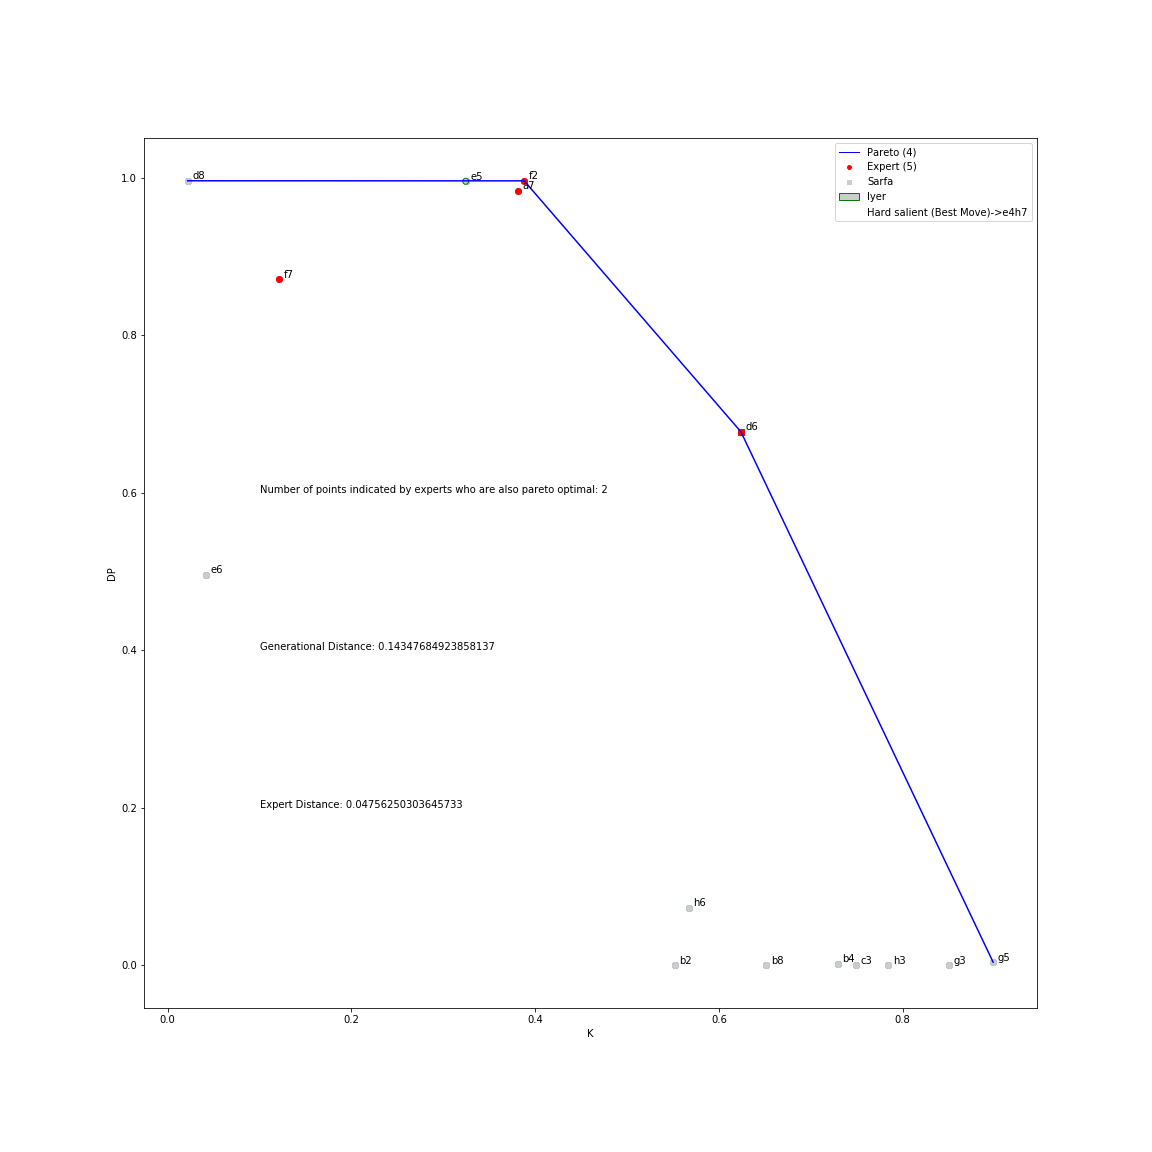 Pareto (4)
Expert (5)
Sarfa
Iyer
Hard salient (Best Move)->e4h7
1.0
0.8
0.6
0.4
0.2
0.0
DP
d8
e5
f2
a7
f7
d6
Number of points indicated by experts who are also pareto optimal: 2
e6
Generational Distance: 0.14347684923858137
Expert Distance: 0.04756250303645733
h6
b2
b8
b4
c3
h3
g3
g5
0.0
0.2
0.4
0.6
0.8
K